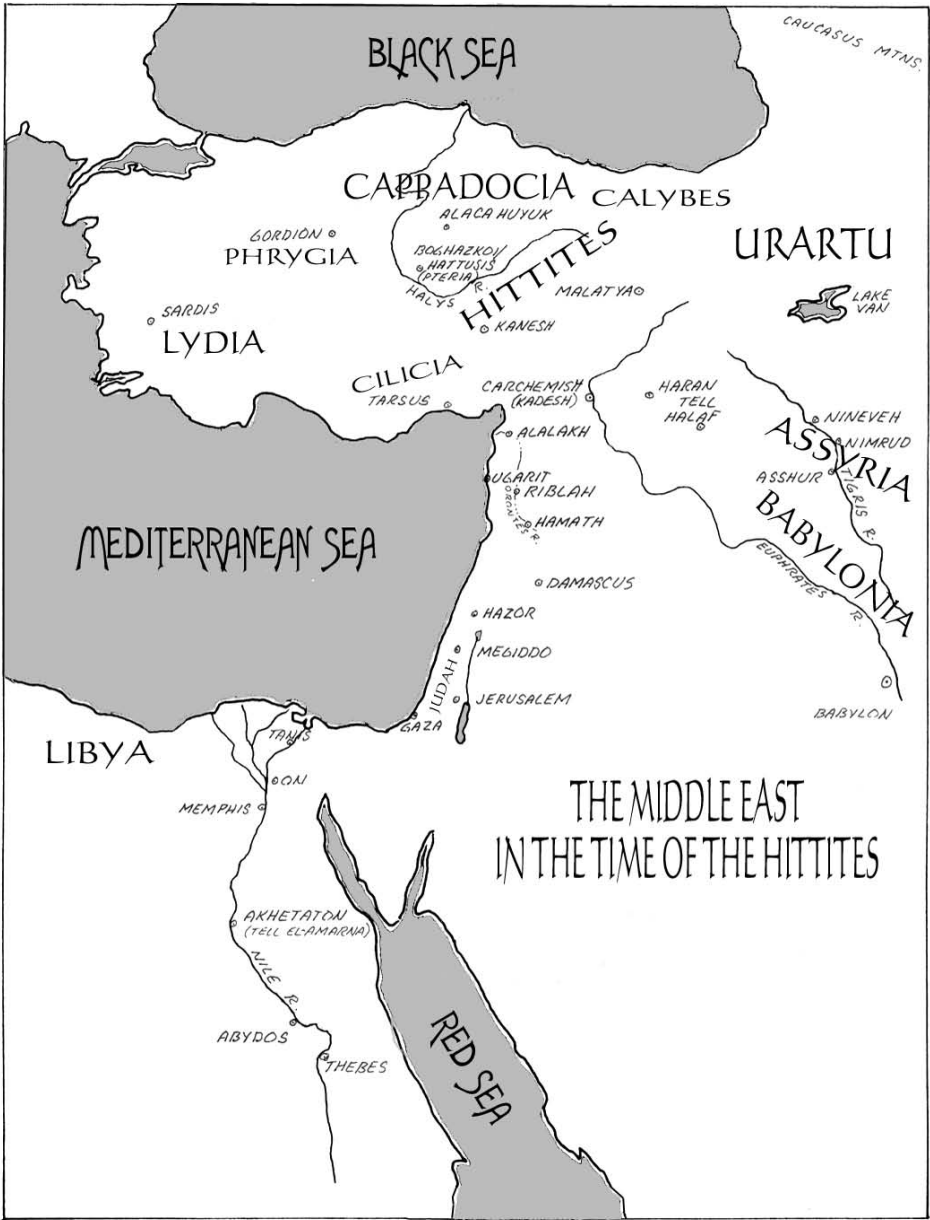 BLACK SEA
CAUCASUS MTNS.
CAPPADOCIA
CALYBES
ALACA HUYUK
GORDION
PHRYGIA
BOGHAZKOY/
HATTUSIS
(PTERIA)
HALYS R.
HITTITES
URARTU
MALATYA
LAKE
VAN
SARDIS
LYDIA
KANESH
CILICIA
TARSUS
CARCHEMISH
(KADESH)
HARAN
TELL
HALAF
NINEVEH
NIMRUD
ASSYRIA
ASSHUR
TIGRIS R.
ALALAKH
UGARIT
RIBLAH
ORONTES R.
HAMATH
BABYLONIA
EUPHRATES R.
MEDITERRANEAN SEA
DAMASCUS
HAZOR
MEGIDDO
JUDAH
JERUSALEM
GAZA
BABYLON
LIBYA
TANIS
ON
MEMPHIS
THE MIDDLE EAST
IN THE TIME OF THE HITTITES
AKHETATON
(TELL EL-AMARNA)
NILE R.
ABYDOS
THEBES
RED SEA